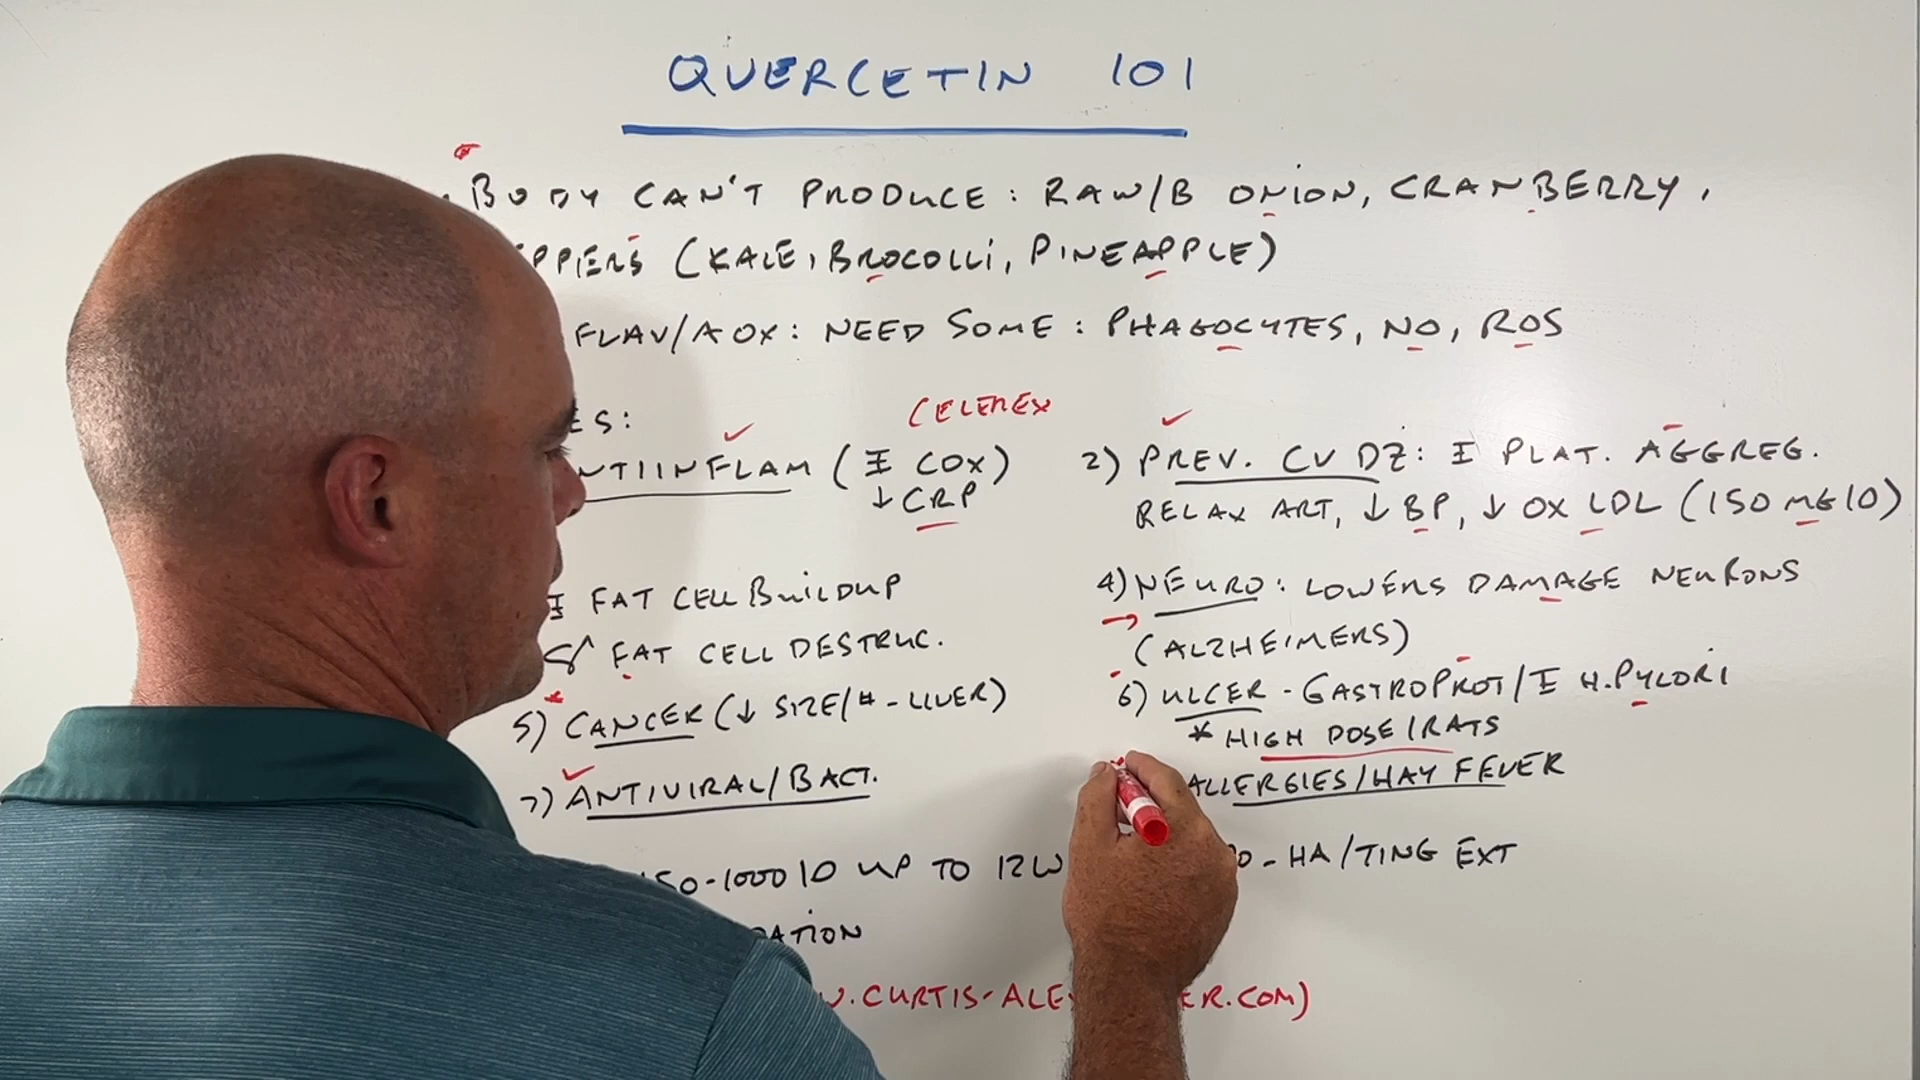 QUERCETIN 101
BODY CAN'T PRODUCE: RAW/B ONION, CRANBERRY,
PPERS (KALE, BROCOLLI, PINEAPPLE)
FLAV/AOX: NEED SOME: PHAGOCYTES, NO, ROS
ES:
CELEBREX
NTIINFLAM (I COX)
↓ CRP
2) PREV. CV DZ: I PLAT. AGGREG.
RELAX ART, ↓ BP, ↓ OX LDL (150 MG ID)
I FAT CELL BUILDUP
↑ FAT CELL DESTRUC.
4) NEURO: LOWERS DAMAGE NEURONS
(ALZHEIMERS)
5) CANCER (↓ SIZE/# - LIVER)
6) ULCER - GASTROPROT/I H. PYLORI
* HIGH DOSE/RATS
7) ANTIVIRAL/BACT.
ALLERGIES/HAY FEVER
50-1000 ID UP TO 12W
- HA/TING EXT
ATION
W.CURTIS-ALE ER.COM)